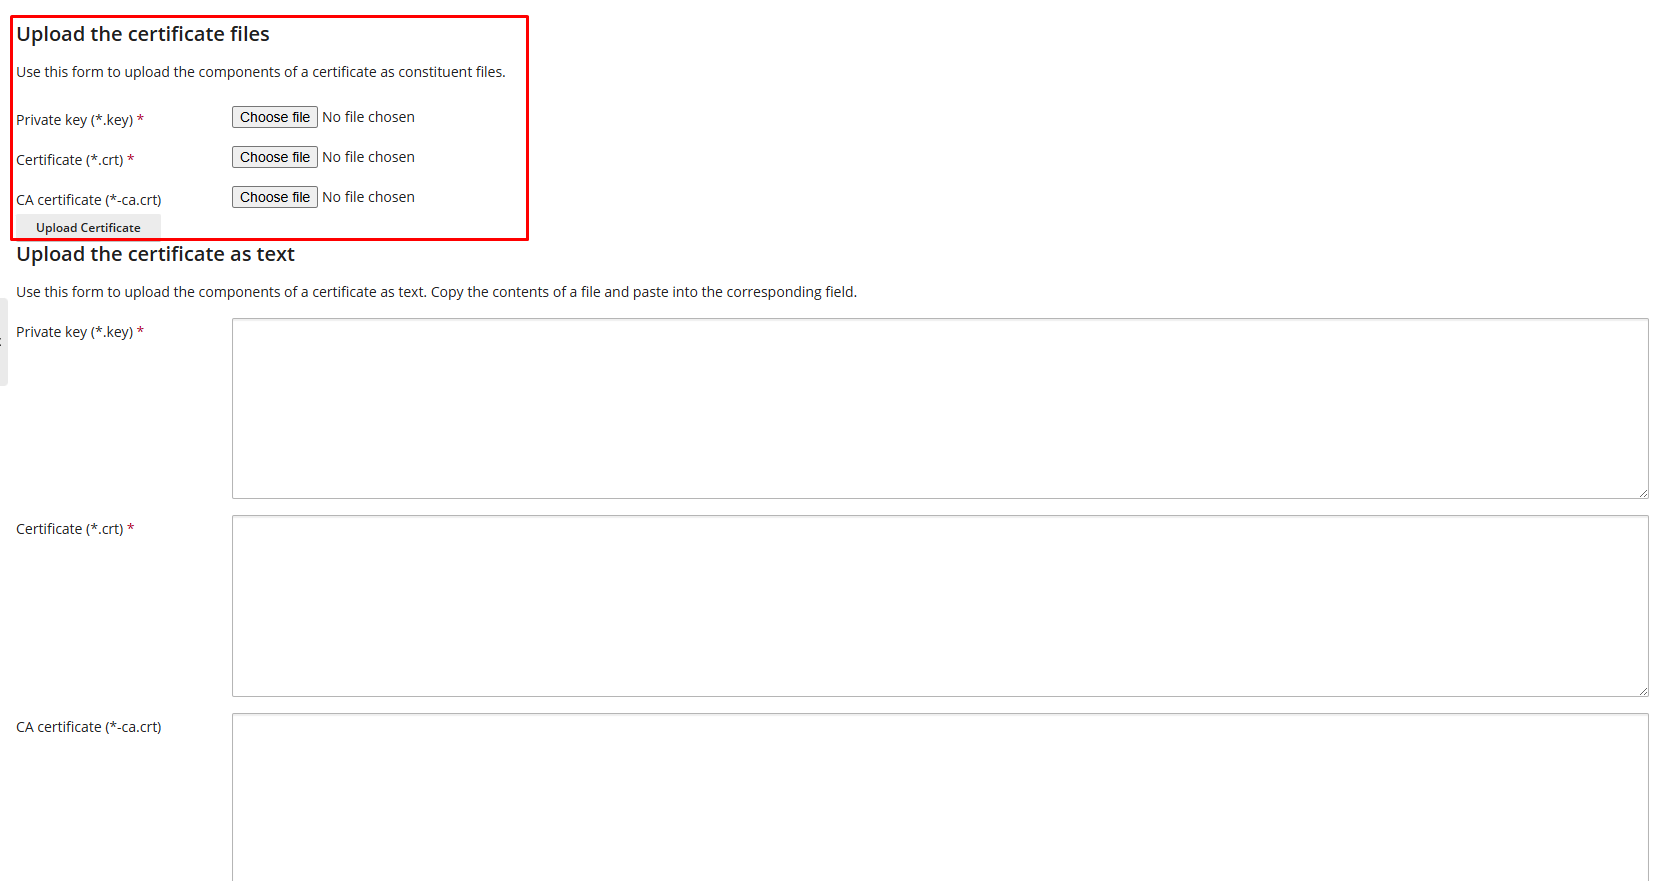 Upload the certificate files
Use this form to upload the components of a certificate as constituent files.
Private key (*.key) * Choose file No file chosen
Certificate (*.crt) * Choose file No file chosen
CA certificate (*-ca.crt) Choose file No file chosen
Upload Certificate
Upload the certificate as text
Use this form to upload the components of a certificate as text. Copy the contents of a file and paste into the corresponding field.
Private key (*.key) *
Certificate (*.crt) *
CA certificate (*-ca.crt)